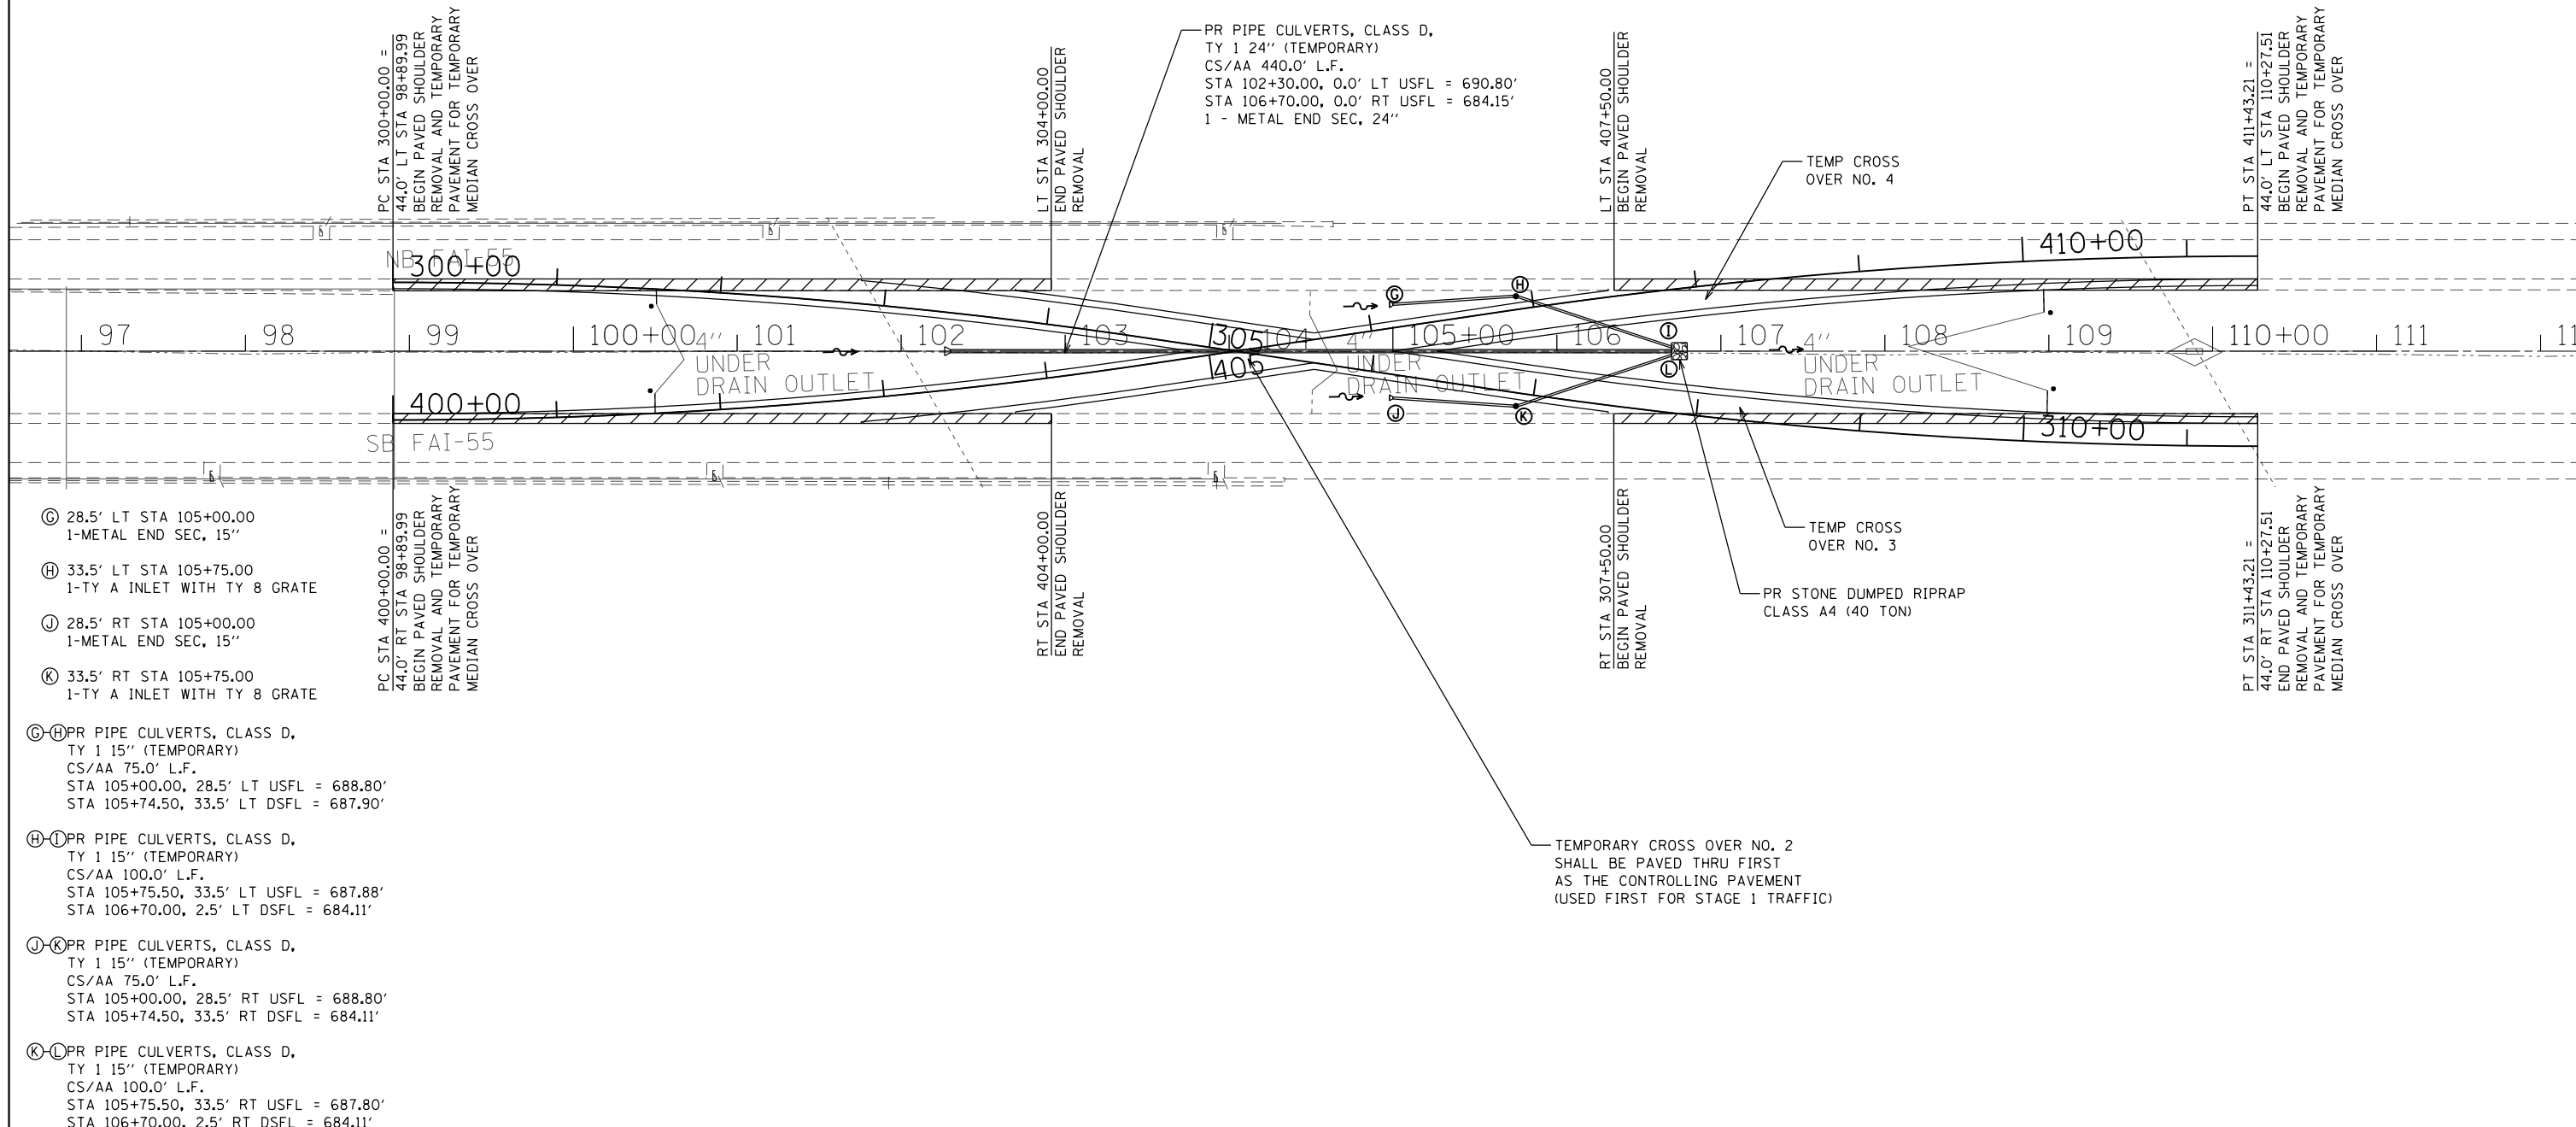 PC STA 300+00.00 =
44.0' LT STA 98+89.99
BEGIN PAVED SHOULDER
REMOVAL AND TEMPORARY
PAVEMENT FOR TEMPORARY
MEDIAN CROSS OVER
LT STA 304+00.00
END PAVED SHOULDER
REMOVAL
PR PIPE CULVERTS, CLASS D,
TY 1 24'' (TEMPORARY)
CS/AA 440.0' L.F.
STA 102+30.00, 0.0' LT USFL = 690.80'
STA 106+70.00, 0.0' RT USFL = 684.15'
1 - METAL END SEC, 24''
LT STA 407+50.00
BEGIN PAVED SHOULDER
REMOVAL
TEMP CROSS
OVER NO. 4
PT STA 411+43.21 =
44.0' LT STA 110+27.51
BEGIN PAVED SHOULDER
REMOVAL AND TEMPORARY
PAVEMENT FOR TEMPORARY
MEDIAN CROSS OVER
NB FAI-55
300+00
410+00
G
H
97
98
99
100+00
101
102
103
305
104
105+00
106
I
107
108
109
110+00
111
11
4''
UNDER
DRAIN OUTLET
405
4''
UNDER
DRAIN OUTLET
L
4''
UNDER
DRAIN OUTLET
400+00
J
K
310+00
SB FAI-55
PC STA 400+00.00 =
44.0' RT STA 98+89.99
BEGIN PAVED SHOULDER
REMOVAL AND TEMPORARY
PAVEMENT FOR TEMPORARY
MEDIAN CROSS OVER
RT STA 404+00.00
END PAVED SHOULDER
REMOVAL
RT STA 307+50.00
BEGIN PAVED SHOULDER
REMOVAL
TEMP CROSS
OVER NO. 3
PR STONE DUMPED RIPRAP
CLASS A4 (40 TON)
PT STA 311+43.21 =
44.0' RT STA 110+27.51
END PAVED SHOULDER
REMOVAL AND TEMPORARY
PAVEMENT FOR TEMPORARY
MEDIAN CROSS OVER
TEMPORARY CROSS OVER NO. 2
SHALL BE PAVED THRU FIRST
AS THE CONTROLLING PAVEMENT
(USED FIRST FOR STAGE 1 TRAFFIC)
G 28.5' LT STA 105+00.00
1-METAL END SEC, 15''
H 33.5' LT STA 105+75.00
1-TY A INLET WITH TY 8 GRATE
J 28.5' RT STA 105+00.00
1-METAL END SEC, 15''
K 33.5' RT STA 105+75.00
1-TY A INLET WITH TY 8 GRATE
G-H PR PIPE CULVERTS, CLASS D,
TY 1 15'' (TEMPORARY)
CS/AA 75.0' L.F.
STA 105+00.00, 28.5' LT USFL = 688.80'
STA 105+74.50, 33.5' LT DSFL = 687.90'
H-I PR PIPE CULVERTS, CLASS D,
TY 1 15'' (TEMPORARY)
CS/AA 100.0' L.F.
STA 105+75.50, 33.5' LT USFL = 687.88'
STA 106+70.00, 2.5' LT DSFL = 684.11'
J-K PR PIPE CULVERTS, CLASS D,
TY 1 15'' (TEMPORARY)
CS/AA 75.0' L.F.
STA 105+00.00, 28.5' RT USFL = 688.80'
STA 105+74.50, 33.5' RT DSFL = 684.11'
K-L PR PIPE CULVERTS, CLASS D,
TY 1 15'' (TEMPORARY)
CS/AA 100.0' L.F.
STA 105+75.50, 33.5' RT USFL = 687.80'
STA 106+70.00, 2.5' RT DSFL = 684.11'